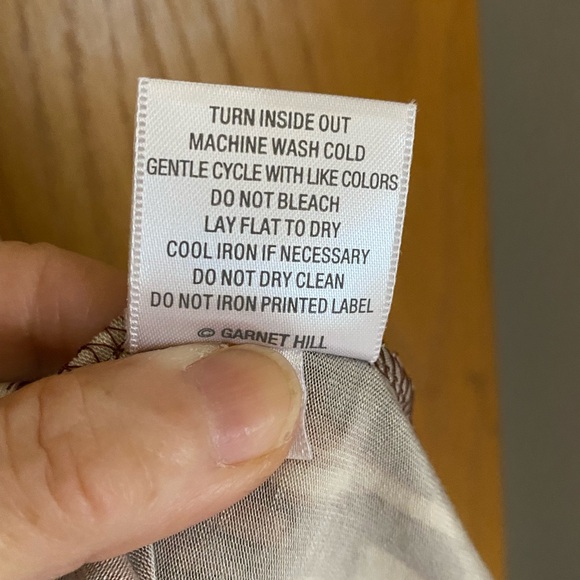 TURN INSIDE OUT
MACHINE WASH COLD
GENTLE CYCLE WITH LIKE COLORS
DO NOT BLEACH
LAY FLAT TO DRY
COOL IRON IF NECESSARY
DO NOT DRY CLEAN
DO NOT IRON PRINTED LABEL
© GARNET HILL